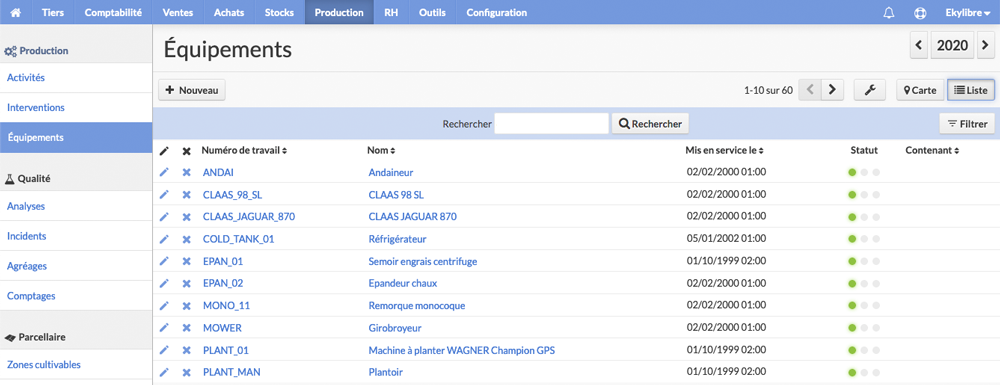 Tiers Comptabilité Ventes Achats Stocks Production RH Outils Configuration Ekylibre
Production
Activités
Interventions
Équipements
Qualité
Analyses
Incidents
Agréages
Comptages
Parcellaire
Zones cultivables
Équipements
2020
Nouveau 1-10 sur 60 Carte Liste
Rechercher Rechercher Filtrer
Numéro de travail Nom Mis en service le Statut Contenant
ANDAI Andaineur 02/02/2000 01:00
CLAAS_98_SL CLAAS 98 SL 02/02/2000 01:00
CLAAS_JAGUAR_870 CLAAS JAGUAR 870 02/02/2000 01:00
COLD_TANK_01 Réfrigérateur 05/01/2002 01:00
EPAN_01 Semoir engrais centrifuge 01/10/1999 02:00
EPAN_02 Epandeur chaux 02/02/2000 01:00
MONO_11 Remorque monocoque 02/02/2000 01:00
MOWER Girobroyeur 02/02/2000 01:00
PLANT_01 Machine à planter WAGNER Champion GPS 01/10/1999 02:00
PLANT_MAN Plantoir 01/10/1999 02:00